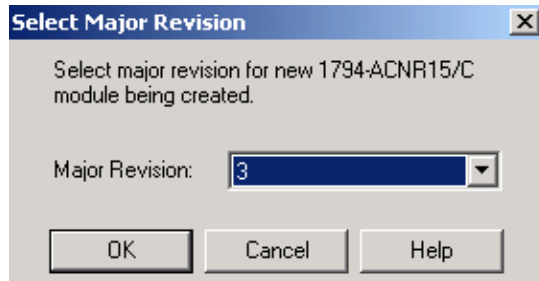 Select Major Revision
Select major revision for new 1794-ACNR15/C
module being created.
Major Revision: 3
OK Cancel Help